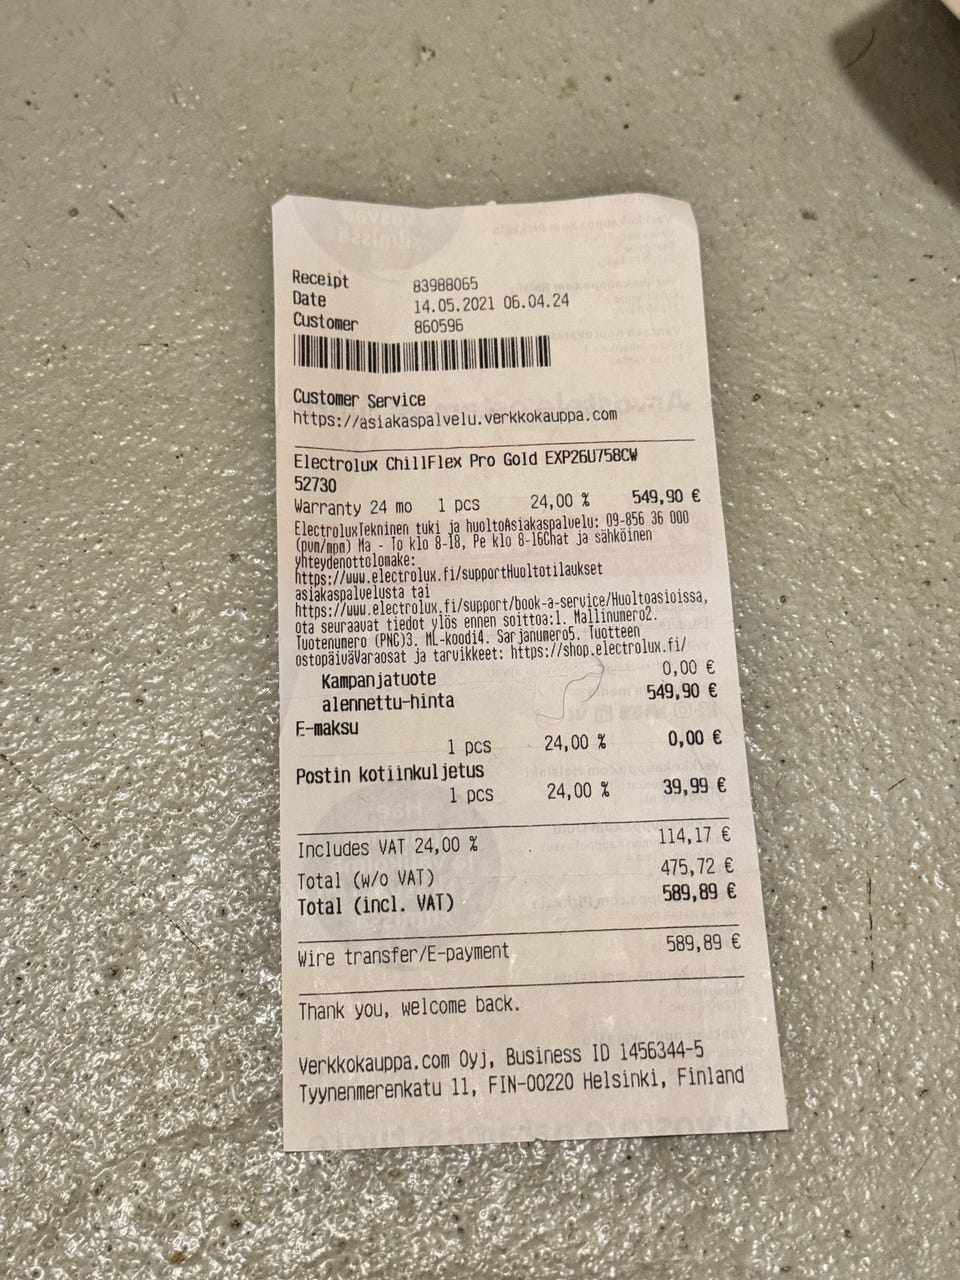 Receipt 83988065
Date 14.05.2021 06.04.24
Customer 860596
Customer Service
https://asiakaspalvelu.verkkokauppa.com
Electrolux ChillFlex Pro Gold EXP26U758CW
52730
Warranty 24 mo 1 pcs 24,00 % 549,90 €
ElectroluxTekninen tuki ja huoltoAsiakaspalvelu: 09-856 36 000
(pvm/mpm) Ma - To klo 8-18, Pe klo 8-16Chat ja sähköinen
yhteydenottolomake:
https://www.electrolux.fi/supportHuoltotilaukset
asiakaspalvelusta tai
https://www.electrolux.fi/support/book-a-service/Huoltoasioissa,
ota seuraavat tiedot ylös ennen soittoa:1. Mallinumero2.
Tuotenumero (PNC)3. ML-koodi4. Sarjanumero5. Tuotteen
ostopäiväVaraosat ja tarvikkeet: https://shop.electrolux.fi/
Kampanjatuote 0,00 €
alennettu-hinta 549,90 €
E-maksu
1 pcs 24,00 % 0,00 €
Postin kotiinkuljetus
1 pcs 24,00 % 39,99 €
Includes VAT 24,00 % 114,17 €
Total (w/o VAT) 475,72 €
Total (incl. VAT) 589,89 €
Wire transfer/E-payment 589,89 €
Thank you, welcome back.
Verkkokauppa.com Oyj, Business ID 1456344-5
Tyynenmerenkatu 11, FIN-00220 Helsinki, Finland